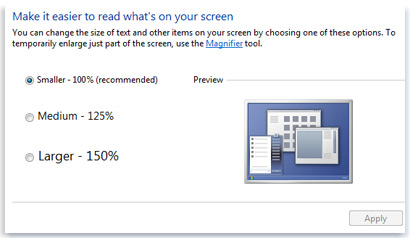 Make it easier to read what's on your screen
You can change the size of text and other items on your screen by choosing one of these options. To
temporarily enlarge just part of the screen, use the Magnifier tool.
Smaller - 100% (recommended)
Preview
Medium - 125%
Larger - 150%
Apply